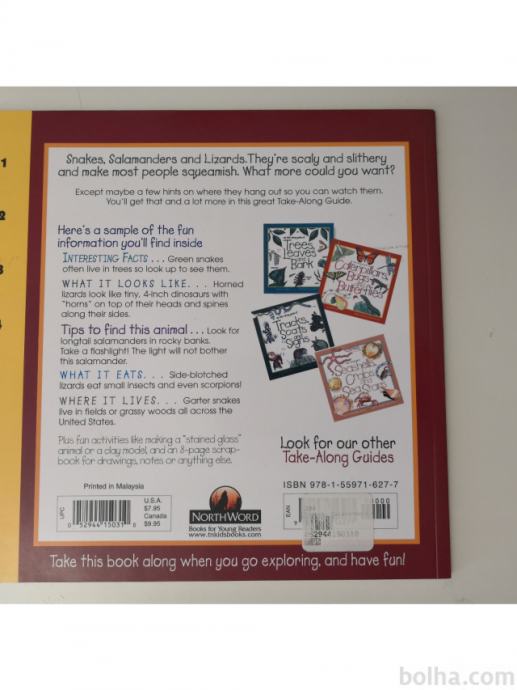 1
2
3
4
Snakes, Salamanders and Lizards. They're scaly and slithery
and make most people squeamish. What more could you want?
Except maybe a few hints on where they hang out so you can watch them.
You'll get that and a lot more in this great Take-Along Guide.
Here's a sample of the fun
information you'll find inside
INTERESTING FACTS . . . Green snakes
often live in trees so look up to see them.
WHAT IT LOOKS LIKE. . . Horned
lizards look like tiny, 4-inch dinosaurs with
"horns" on top of their heads and spines
along their sides.
Tips to find this animal . . . Look for
longtail salamanders in rocky banks.
Take a flashlight! The light will not bother
this salamander.
WHAT IT EATS. . . Side-blotched
lizards eat small insects and even scorpions!
WHERE IT LIVES. . . Garter snakes
live in fields or grassy woods all across the
United States.
Plus fun activities like making a "stained glass"
animal or a clay model, and an 8-page scrap-
book for drawings, notes or anything else.
Trees,
Leaves
and
Bark
Caterpillars,
Bugs
and
Butterflies
Tracks,
Scats
and
Signs
Seashells,
Crabs
and
Sea Stars
Look for our other
Take-Along Guides
ISBN 978-1-55971-627-7
Printed in Malaysia
UPC
0 52944 15031 0
U.S.A.
$7.95
Canada
$9.95
NORTHWORD
Books for Young Readers
www.tnkidsbooks.com
EAN
9
Take this book along when you go exploring, and have fun!
bolha.com